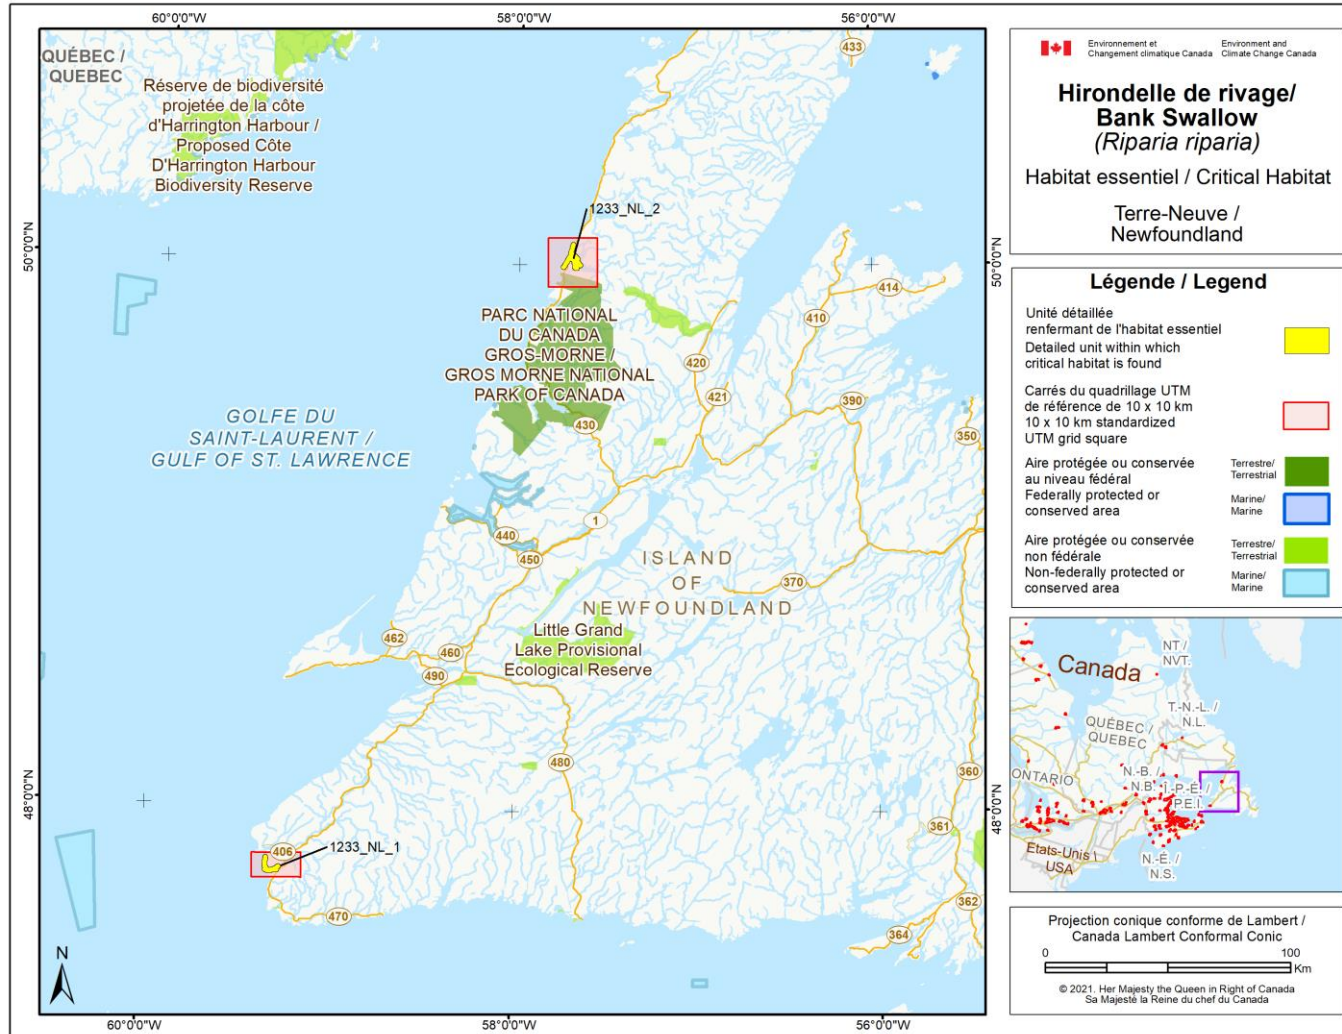 60°0'0"W
58°0'0"W
56°0'0"W
QUÉBEC /
QUEBEC
Réserve de biodiversité
projetée de la côte
d'Harrington Harbour /
Proposed Côte
D'Harrington Harbour
Biodiversity Reserve
433
1233_NL_2
50°0'0"N
50°0'0"N
414
410
PARC NATIONAL
DU CANADA
GROS-MORNE /
GROS MORNE NATIONAL
PARK OF CANADA
420
421
390
430
350
GOLFE DU
SAINT-LAURENT /
GULF OF ST. LAWRENCE
1
440
450
ISLAND
OF
NEWFOUNDLAND
370
462
460
490
Little Grand
Lake Provisional
Ecological Reserve
480
360
48°0'0"N
48°0'0"N
361
406
1233_NL_1
470
362
364
N
60°0'0"W
58°0'0"W
56°0'0"W
Environnement et
Changement climatique Canada
Environment and
Climate Change Canada
Hirondelle de rivage/
Bank Swallow
(Riparia riparia)
Habitat essentiel / Critical Habitat
Terre-Neuve /
Newfoundland
Légende / Legend
Unité détaillée
renfermant de l'habitat essentiel
Detailed unit within which
critical habitat is found
Carrés du quadrillage UTM
de référence de 10 x 10 km
10 x 10 km standardized
UTM grid square
Aire protégée ou conservée
au niveau fédéral
Federally protected or
conserved area
Terrestre/
Terrestrial
Marine/
Marine
Aire protégée ou conservée
non fédérale
Non-federally protected or
conserved area
Terrestre/
Terrestrial
Marine/
Marine
Canada
NT /
NVT.
T.-N.-L. /
N.L.
QUÉBEC /
QUEBEC
ONTARIO
N.-B. /
N.B.
Î.-P.-É. /
P.E.I.
États-Unis \
USA
N.-É. /
N.S.
Projection conique conforme de Lambert /
Canada Lambert Conformal Conic
0 100
Km
© 2021. Her Majesty the Queen in Right of Canada
Sa Majesté la Reine du chef du Canada